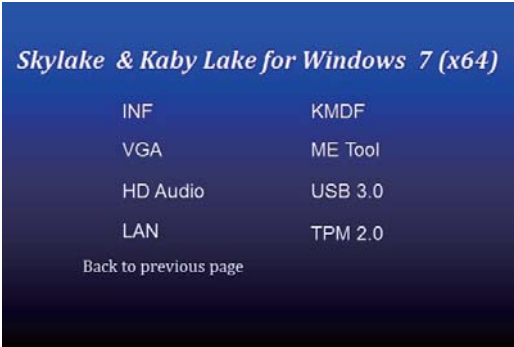 Skylake & Kaby Lake for Windows 7 (x64)
INF
KMDF
VGA
ME Tool
HD Audio
USB 3.0
LAN
TPM 2.0
Back to previous page